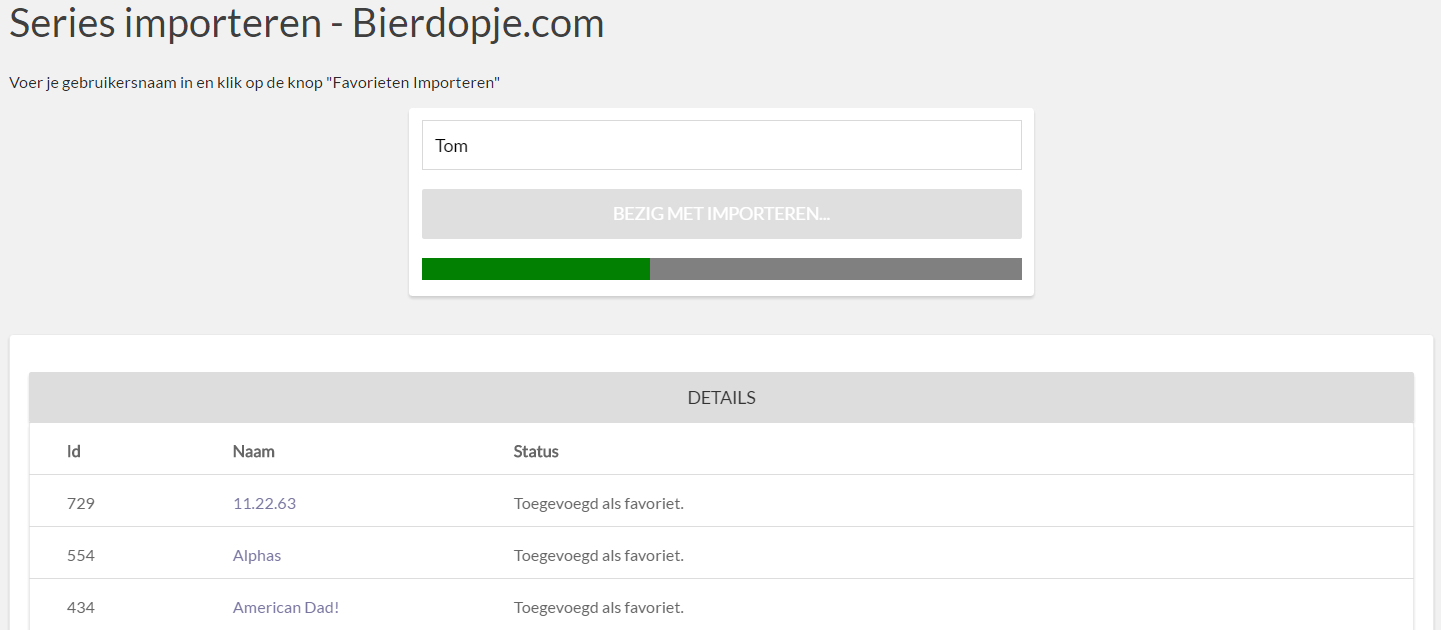 Series importeren - Bierdopje.com
Voer je gebruikersnaam in en klik op de knop "Favorieten Importeren"
Tom
BEZIG MET IMPORTEREN...
DETAILS
Id Naam Status
729 11.22.63 Toegevoegd als favoriet.
554 Alphas Toegevoegd als favoriet.
434 American Dad! Toegevoegd als favoriet.